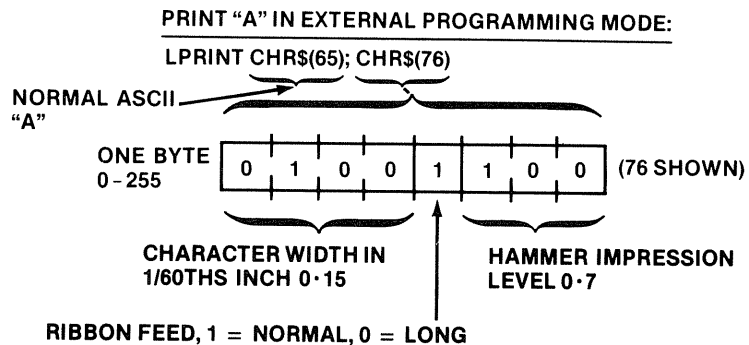 PRINT “A” IN EXTERNAL PROGRAMMING MODE:
LPRINT CHR$(65); CHR$(76)
NORMAL ASCII
“A”
ONE BYTE
0-255
0 1 0 0 1 1 0 0
(76 SHOWN)
CHARACTER WIDTH IN
1/60THS INCH 0·15
HAMMER IMPRESSION
LEVEL 0·7
RIBBON FEED, 1 = NORMAL, 0 = LONG